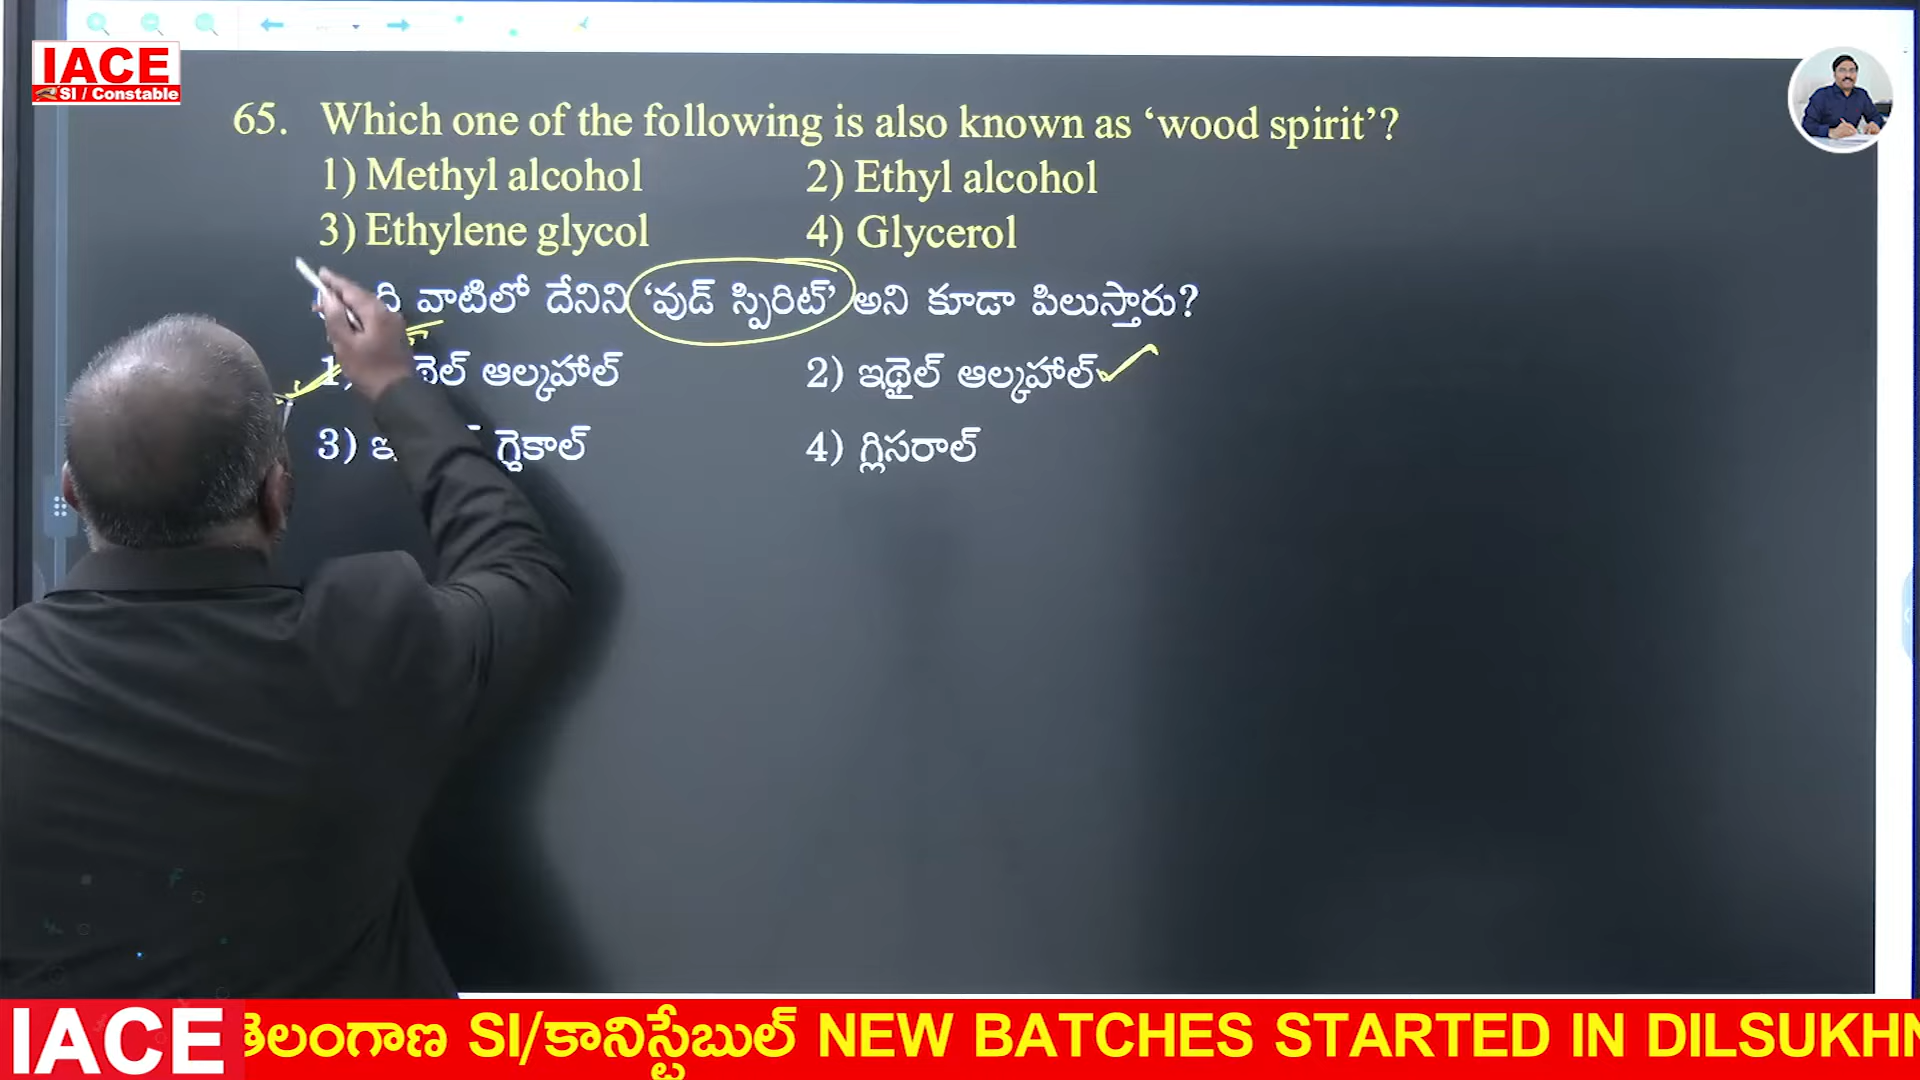 IACE
SI / Constable
65. Which one of the following is also known as ‘wood spirit’?
1) Methyl alcohol 2) Ethyl alcohol
3) Ethylene glycol 4) Glycerol
వాటిలో దేనిని ‘వుడ్ స్పిరిట్’ అని కూడా పిలుస్తారు?
1) ఆల్కహాల్ 2) ఇథైల్ ఆల్కహాల్
3) గ్లైకాల్ 4) గ్లిసరాల్
IACE తెలంగాణ SI/కానిస్టేబుల్ NEW BATCHES STARTED IN DILSUKHN